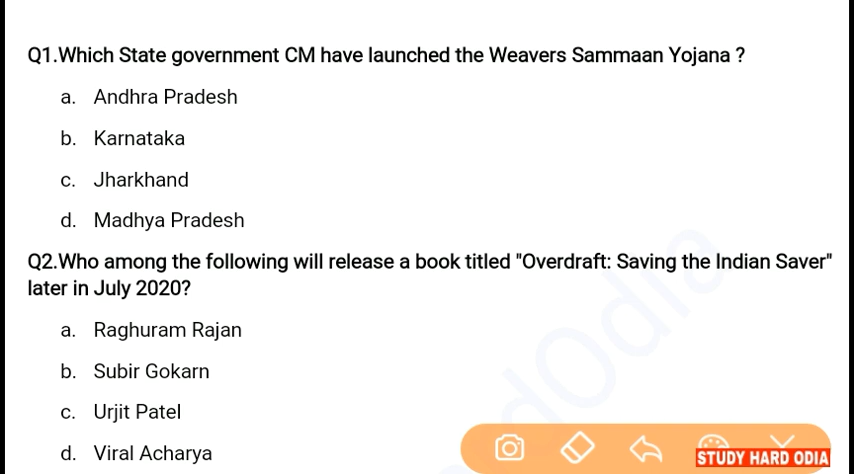 Q1.Which State government CM have launched the Weavers Sammaan Yojana ?
a. Andhra Pradesh
b. Karnataka
c. Jharkhand
d. Madhya Pradesh
Q2.Who among the following will release a book titled "Overdraft: Saving the Indian Saver"
later in July 2020?
a. Raghuram Rajan
b. Subir Gokarn
c. Urjit Patel
d. Viral Acharya
dOdia
STUDY HARD ODIA